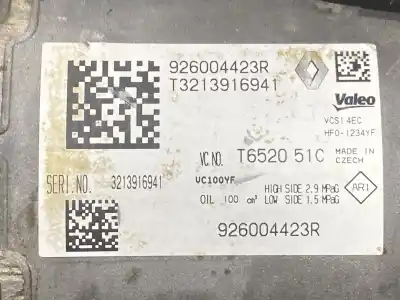 926004423R
T3213916941
Valeo
VCS14EC
HFO-1234YF
VC.NO. T6520 51C
MADE IN
CZECH
SERI.NO. 3213916941
VC100YF
HIGH SIDE 2.9 MPaG
OIL 100 cm³ LOW SIDE 1.5 MPaG
AR1
926004423R